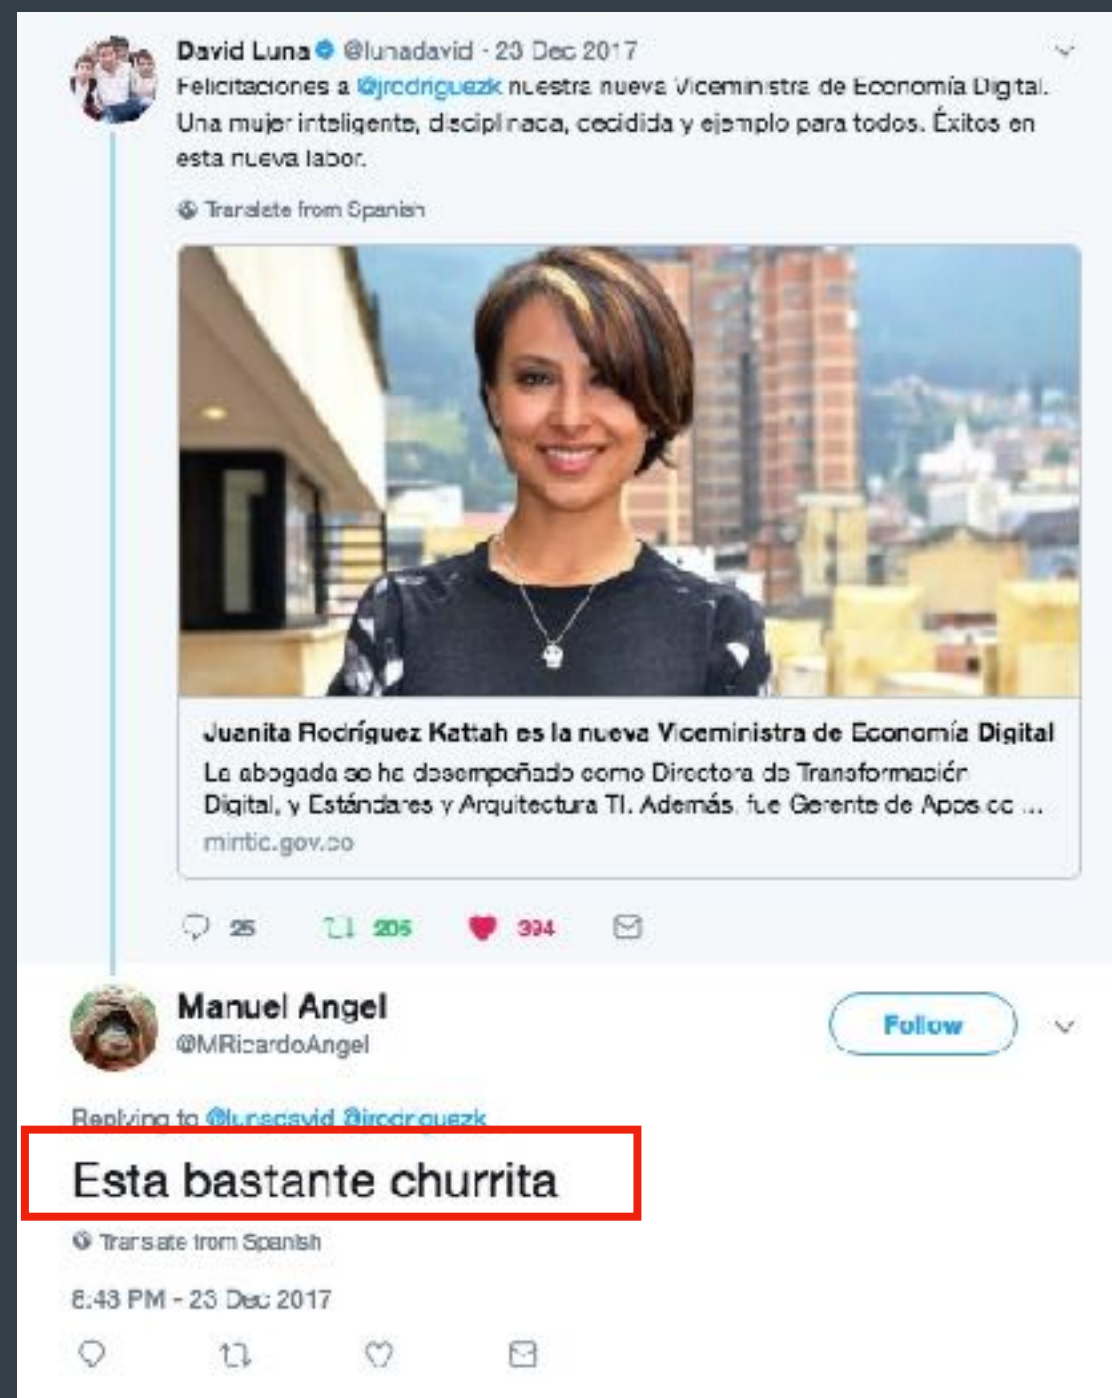 David Luna @lunadavid · 23 Dec 2017
Felicitaciones a @jrodriguezk nuestra nueva Viceministra de Economía Digital.
Una mujer inteligente, disciplinada, decidida y ejemplo para todos. Éxitos en
esta nueva labor.
Translate from Spanish
Juanita Rodríguez Kattah es la nueva Viceministra de Economía Digital
La abogada se ha desempeñado como Directora de Transformación
Digital, y Estándares y Arquitectura TI. Además, fue Gerente de Apps.co ...
mintic.gov.co
25 205 394
Manuel Angel
@MRicardoAngel
Follow
Replying to @lunadavid @jrodriguezk
Esta bastante churrita
Translate from Spanish
8:43 PM - 23 Dec 2017